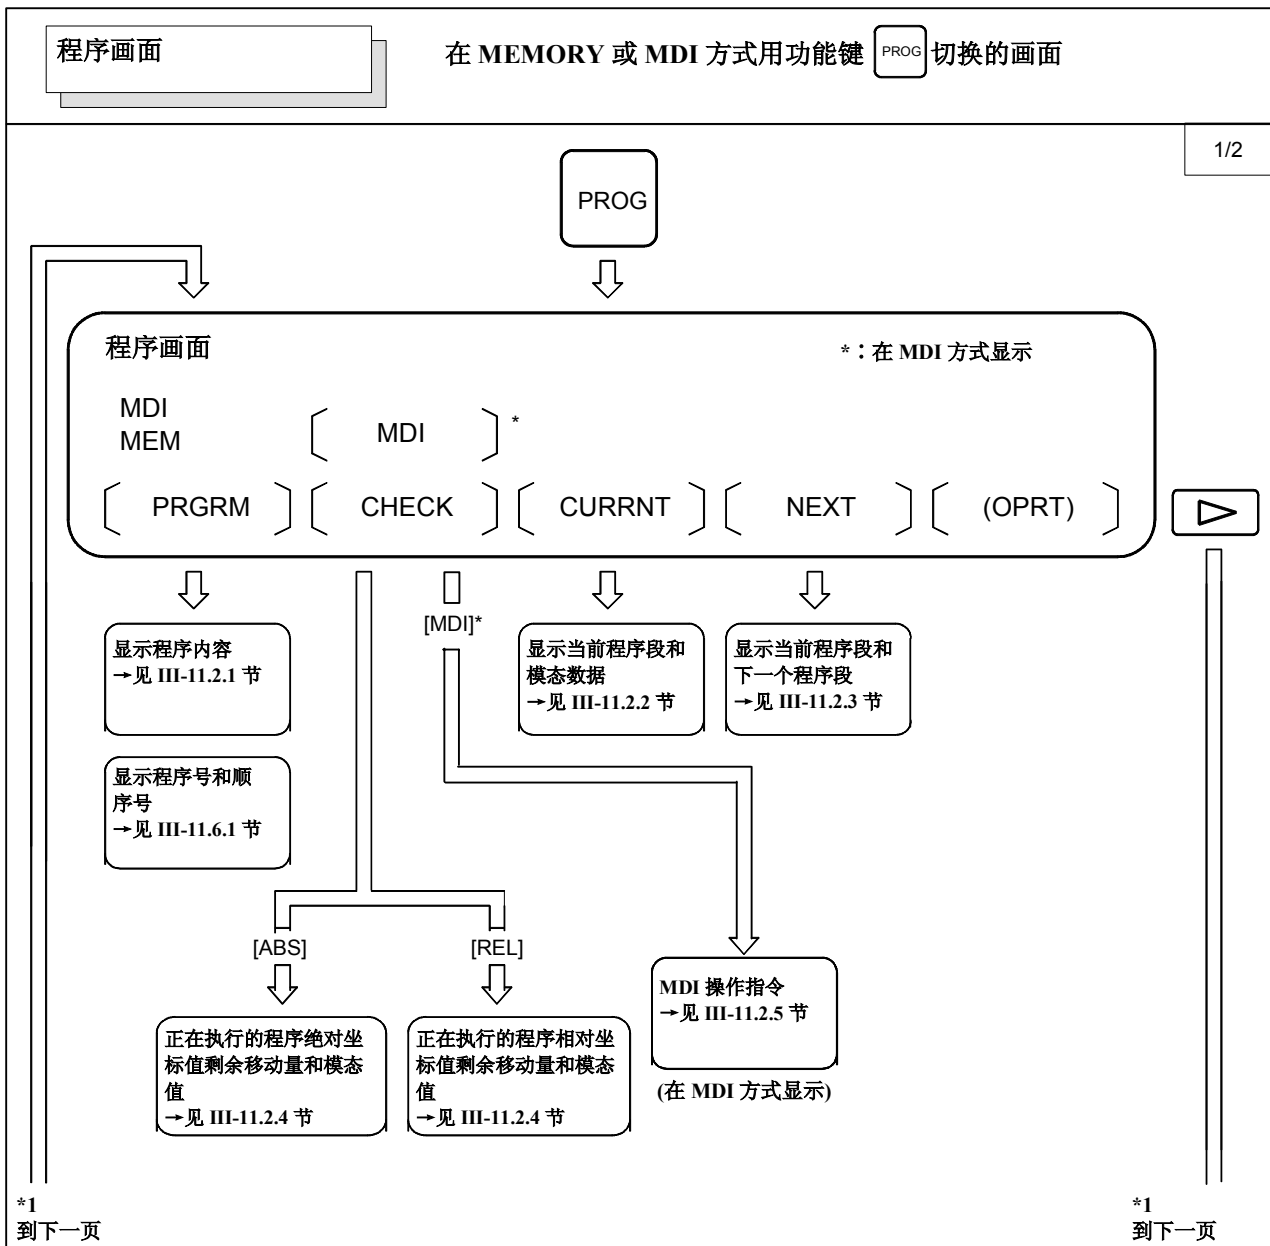 程序画面
在 MEMORY 或 MDI 方式用功能键 PROG 切换的画面
1/2
PROG
程序画面
*：在 MDI 方式显示
MDI
MEM
[ MDI ] *
[ PRGRM ] [ CHECK ] [ CURRNT ] [ NEXT ] [ (OPRT) ]
[MDI]*
显示程序内容
→见 III-11.2.1 节
显示当前程序段和
模态数据
→见 III-11.2.2 节
显示当前程序段和
下一个程序段
→见 III-11.2.3 节
显示程序号和顺
序号
→见 III-11.6.1 节
[ABS]
[REL]
正在执行的程序绝对坐
标值剩余移动量和模态
值
→见 III-11.2.4 节
正在执行的程序相对坐
标值剩余移动量和模态
值
→见 III-11.2.4 节
MDI 操作指令
→见 III-11.2.5 节
(在 MDI 方式显示)
*1
到下一页
*1
到下一页